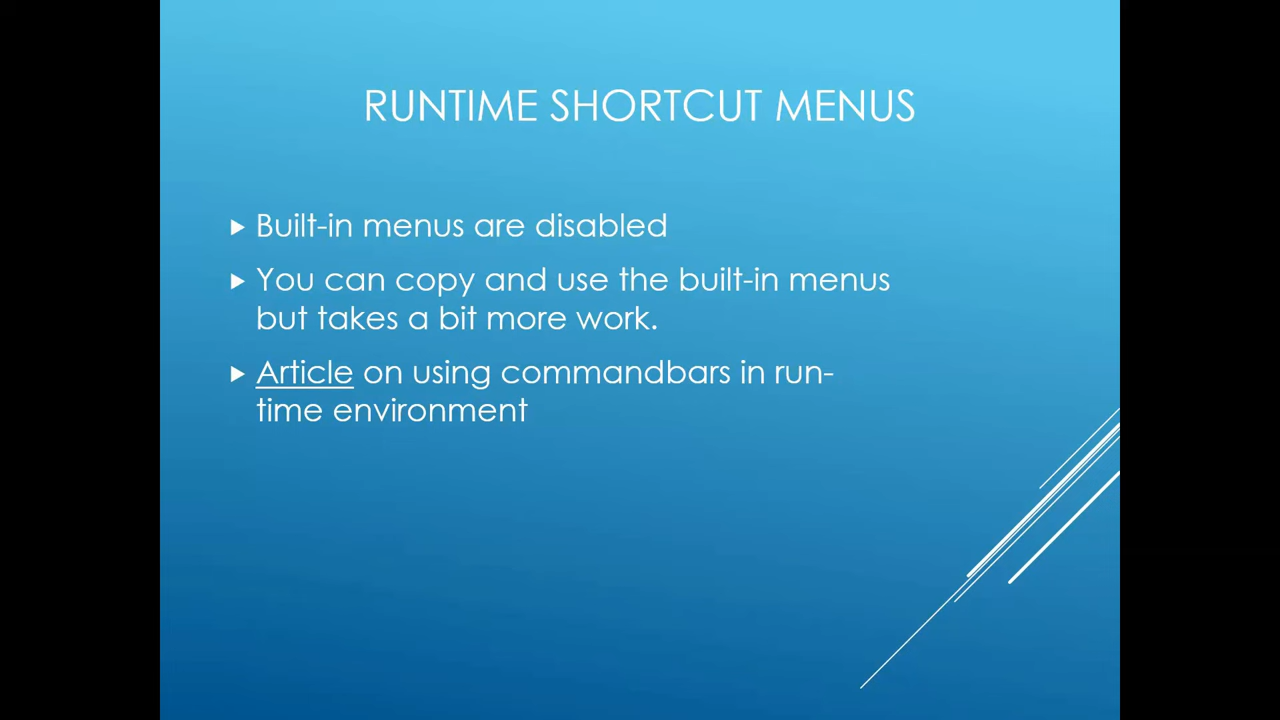 RUNTIME SHORTCUT MENUS
Built-in menus are disabled
You can copy and use the built-in menus
but takes a bit more work.
Article on using commandbars in run-
time environment